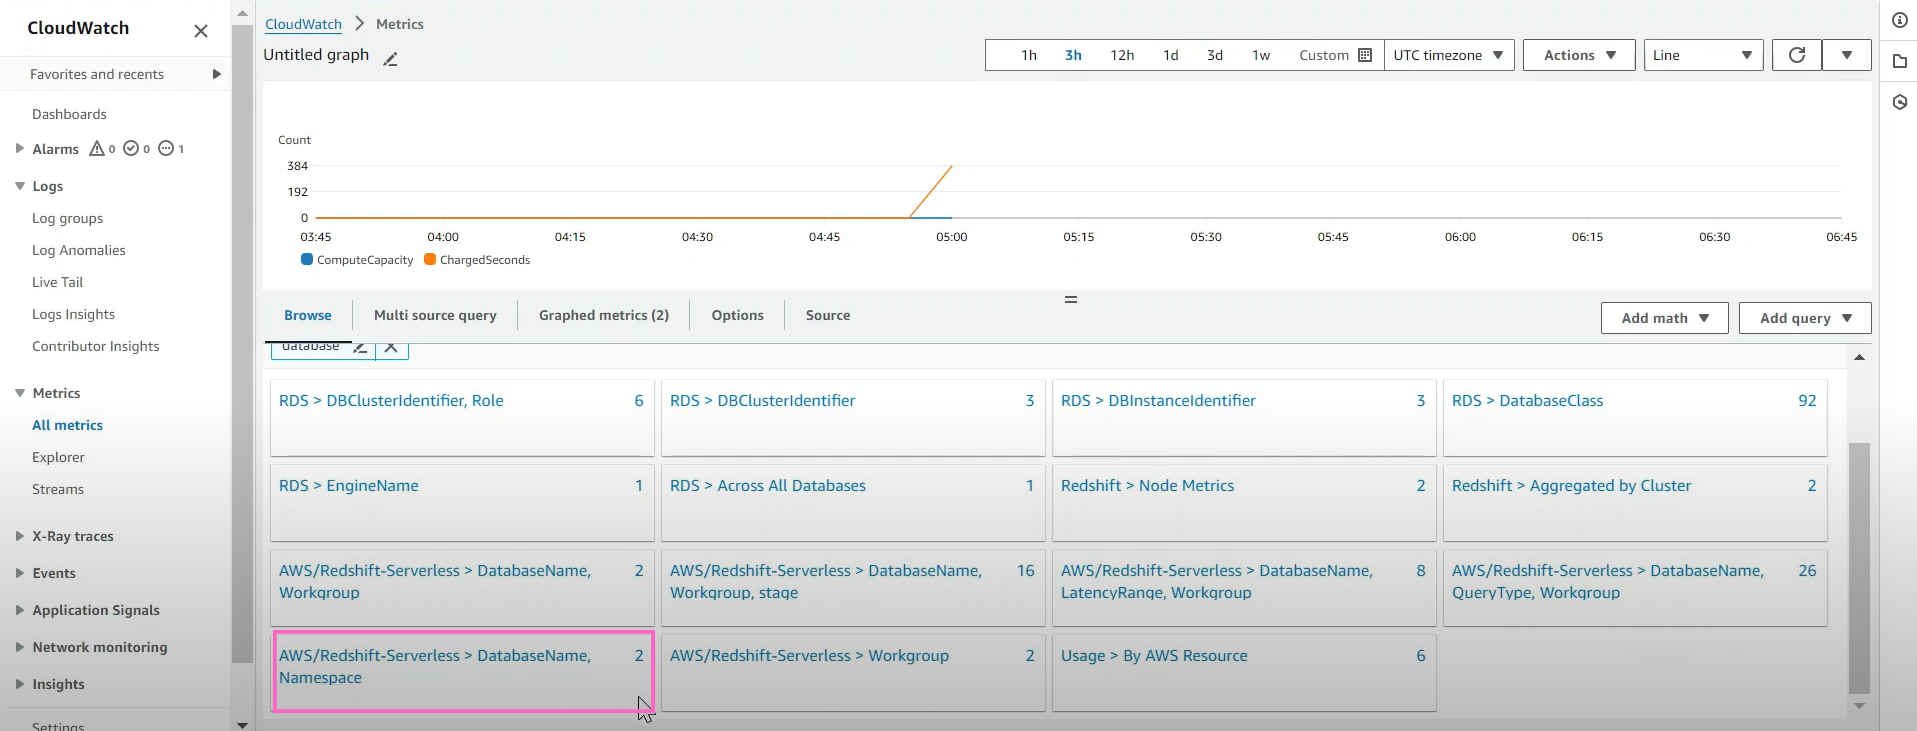 CloudWatch
Favorites and recents
Dashboards
Alarms 0 0 1
Logs
Log groups
Log Anomalies
Live Tail
Logs Insights
Contributor Insights
Metrics
All metrics
Explorer
Streams
X-Ray traces
Events
Application Signals
Network monitoring
Insights
Settings
CloudWatch > Metrics
Untitled graph
1h 3h 12h 1d 3d 1w Custom UTC timezone Actions Line
Count
384
192
0
03:45 04:00 04:15 04:30 04:45 05:00 05:15 05:30 05:45 06:00 06:15 06:30 06:45
ComputeCapacity ChargedSeconds
Browse Multi source query Graphed metrics (2) Options Source Add math Add query
database
RDS > DBClusterIdentifier, Role 6
RDS > DBClusterIdentifier 3
RDS > DBInstanceIdentifier 3
RDS > DatabaseClass 92
RDS > EngineName 1
RDS > Across All Databases 1
Redshift > Node Metrics 2
Redshift > Aggregated by Cluster 2
AWS/Redshift-Serverless > DatabaseName, 2
Workgroup
AWS/Redshift-Serverless > DatabaseName, 16
Workgroup, stage
AWS/Redshift-Serverless > DatabaseName, 8
LatencyRange, Workgroup
AWS/Redshift-Serverless > DatabaseName, 26
QueryType, Workgroup
AWS/Redshift-Serverless > DatabaseName, 2
Namespace
AWS/Redshift-Serverless > Workgroup 2
Usage > By AWS Resource 6